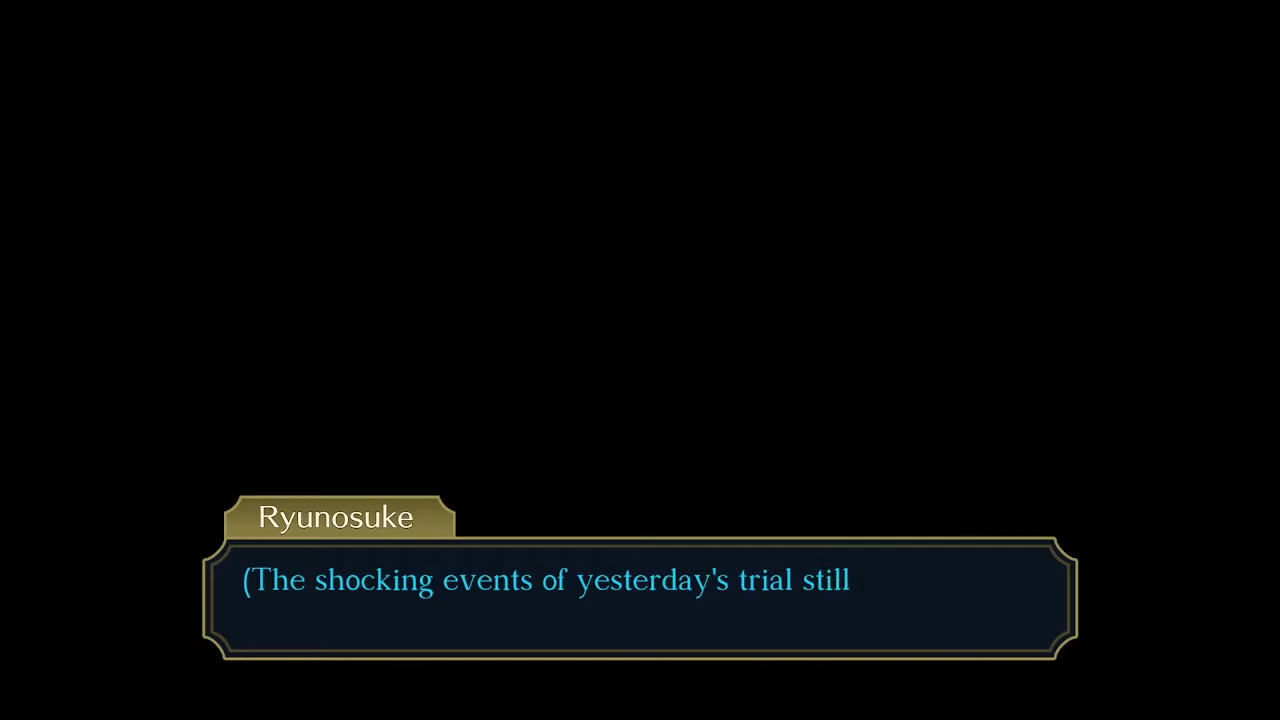 Ryunosuke
(The shocking events of yesterday's trial still